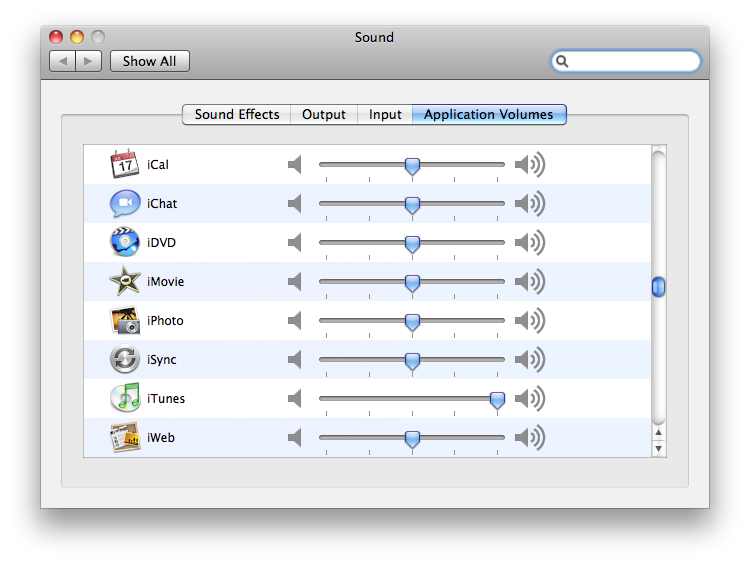 Sound
Show All
Sound Effects Output Input Application Volumes
17 iCal
iChat
iDVD
iMovie
iPhoto
iSync
iTunes
iWeb